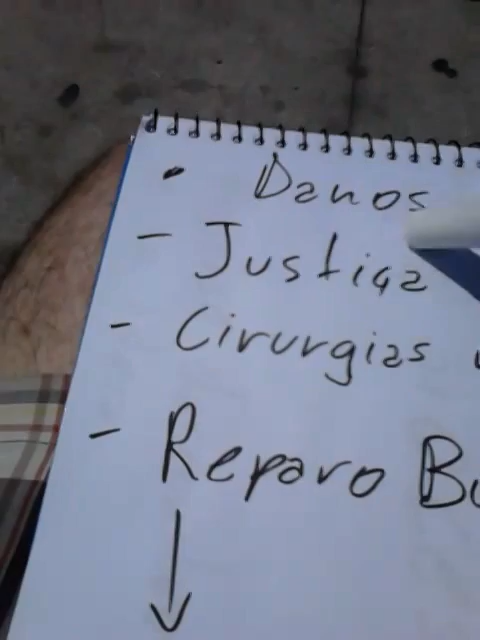 • Danos
- Justiça
- Cirurgias
- Reparo